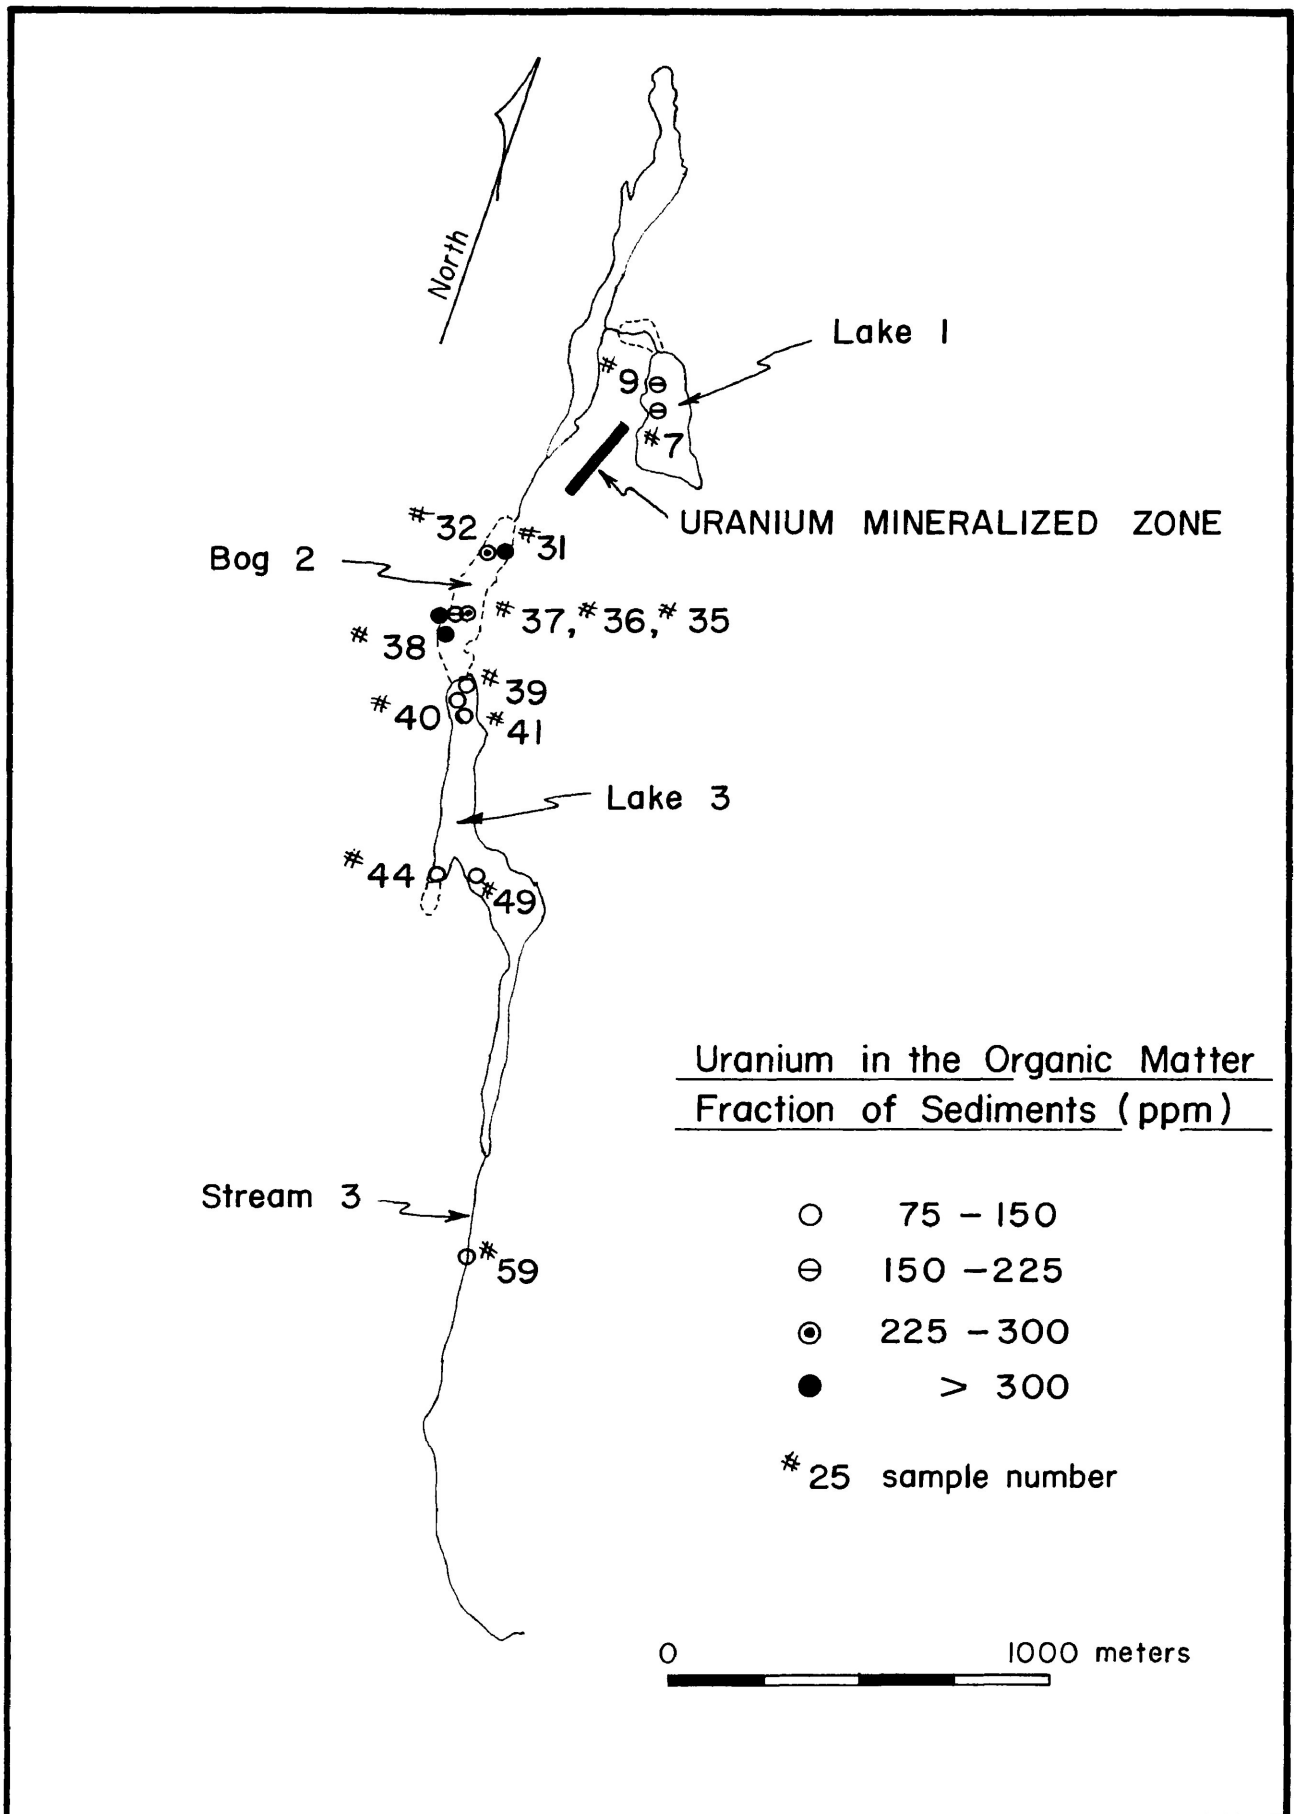 North
Lake 1
#9
#7
URANIUM MINERALIZED ZONE
#32
#31
Bog 2
#37, #36, #35
#38
#39
#40
#41
Lake 3
#44
#49
Uranium in the Organic Matter
Fraction of Sediments (ppm)
Stream 3
75 - 150
#59
150 - 225
225 - 300
> 300
#25 sample number
0 1000 meters